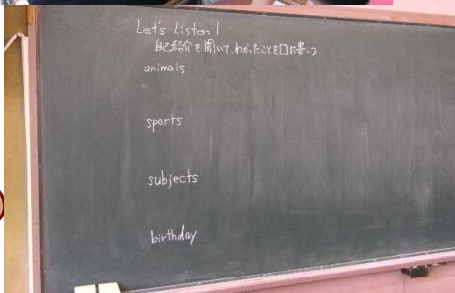 Let's Listen 1
自己紹介を聞いて、わかったことを□に書こう
animals
sports
subjects
birthday